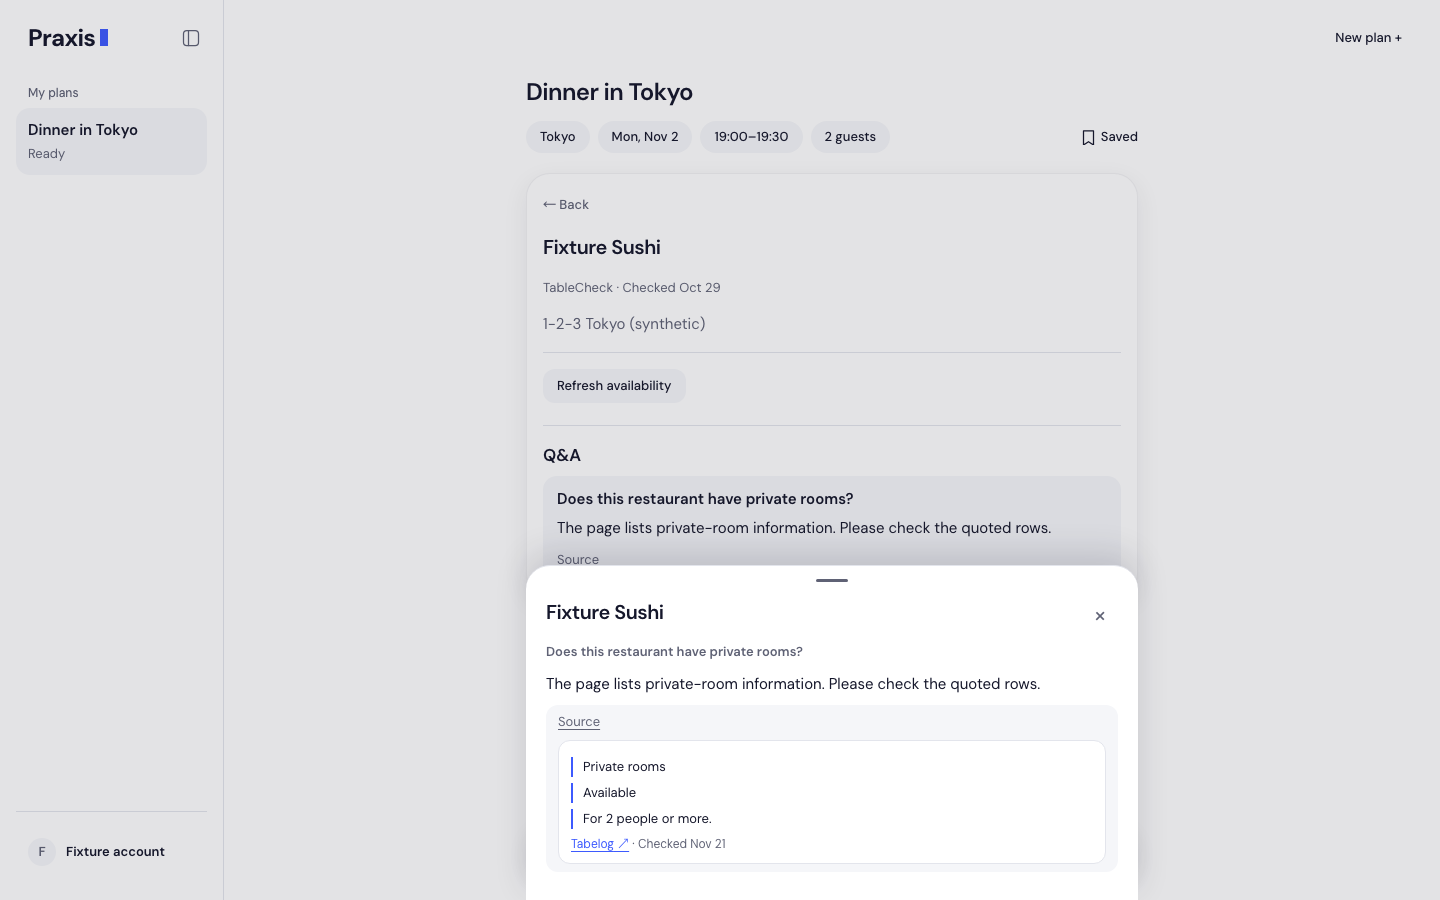 Praxis
New plan +
My plans
Dinner in Tokyo
Ready
Dinner in Tokyo
Tokyo
Mon, Nov 2
19:00–19:30
2 guests
Saved
← Back
Fixture Sushi
TableCheck · Checked Oct 29
1-2-3 Tokyo (synthetic)
Refresh availability
Q&A
Does this restaurant have private rooms?
The page lists private-room information. Please check the quoted rows.
Source
Fixture Sushi
×
Does this restaurant have private rooms?
The page lists private-room information. Please check the quoted rows.
Source
Private rooms
Available
For 2 people or more.
Tabelog ↗ · Checked Nov 21
F
Fixture account